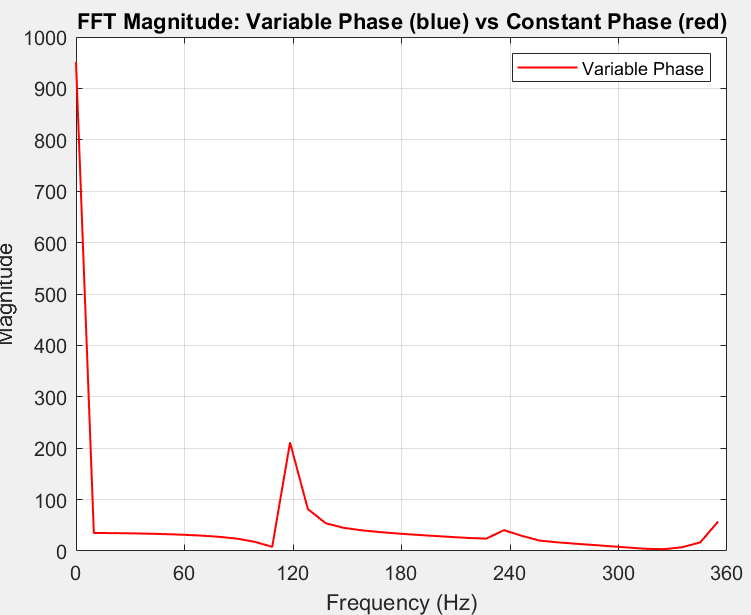 FFT Magnitude: Variable Phase (blue) vs Constant Phase (red)
Variable Phase
1000
900
800
700
600
500
400
300
200
100
0
Magnitude
0 60 120 180 240 300 360
Frequency (Hz)